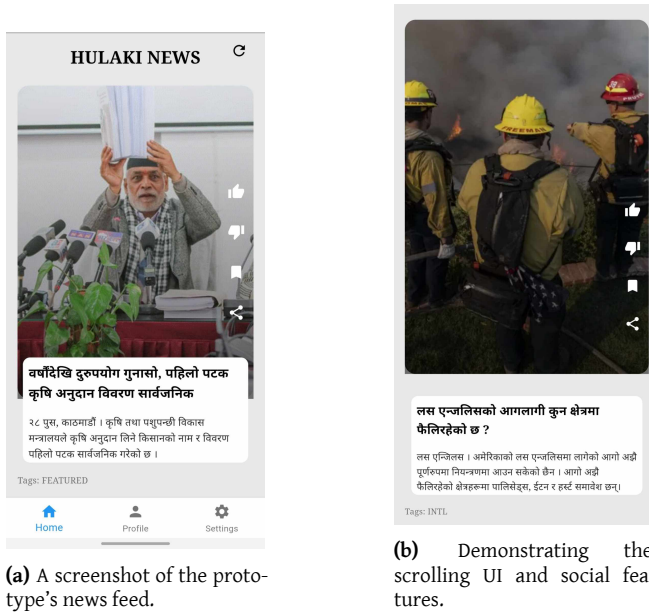 HULAKI NEWS
वर्षौंदेखि दुरुपयोग गुनासो, पहिलो पटक
कृषि अनुदान विवरण सार्वजनिक
२८ पुस, काठमाडौं । कृषि तथा पशुपन्छी विकास
मन्त्रालयले कृषि अनुदान लिने किसानको नाम र विवरण
पहिलो पटक सार्वजनिक गरेको छ ।
Tags: FEATURED
Home
Profile
Settings
(a) A screenshot of the proto-
type's news feed.
FREEMAN
लस एन्जलिसको आगलागी कुन क्षेत्रमा
फैलिरहेको छ ?
लस एन्जिलस । अमेरिकाको लस एन्जलिसमा लागेको आगो अझै
पूर्णरुपमा नियन्त्रणमा आउन सकेको छैन । आगो अझै
फैलिरहेको क्षेत्रहरूमा पालिसेड्स, ईटन र हर्स्ट समावेश छन्।
Tags: INTL
(b) Demonstrating the
scrolling UI and social fea
tures.